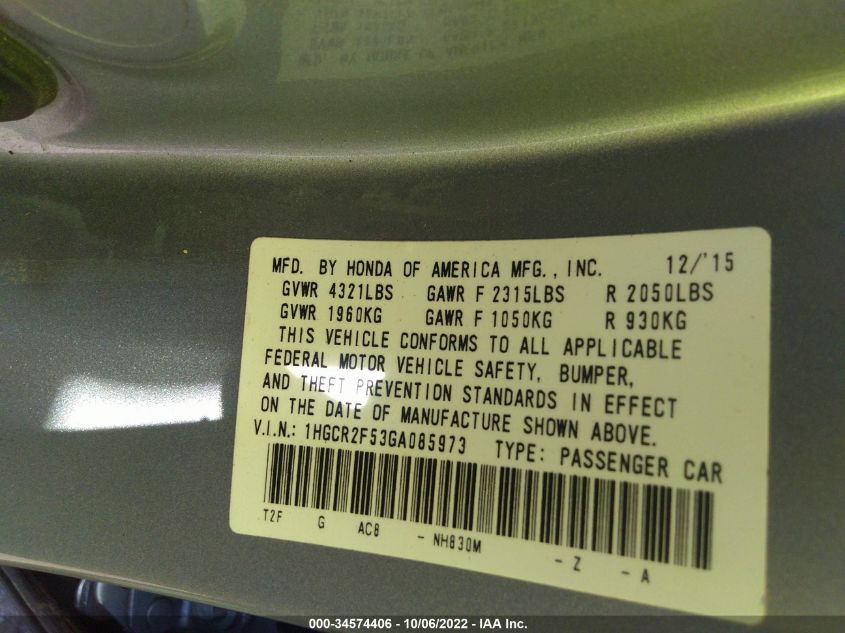 MFD. BY HONDA OF AMERICA MFG., INC. 12/'15
GVWR 4321LBS GAWR F 2315LBS R 2050LBS
GVWR 1960KG GAWR F 1050KG R 930KG
THIS VEHICLE CONFORMS TO ALL APPLICABLE
FEDERAL MOTOR VEHICLE SAFETY, BUMPER,
AND THEFT PREVENTION STANDARDS IN EFFECT
ON THE DATE OF MANUFACTURE SHOWN ABOVE.
V.I.N.: 1HGCR2F53GA085973 TYPE: PASSENGER CAR
T2F G AC8 - NH830M - Z - A
000-34574406 - 10/06/2022 - IAA Inc.